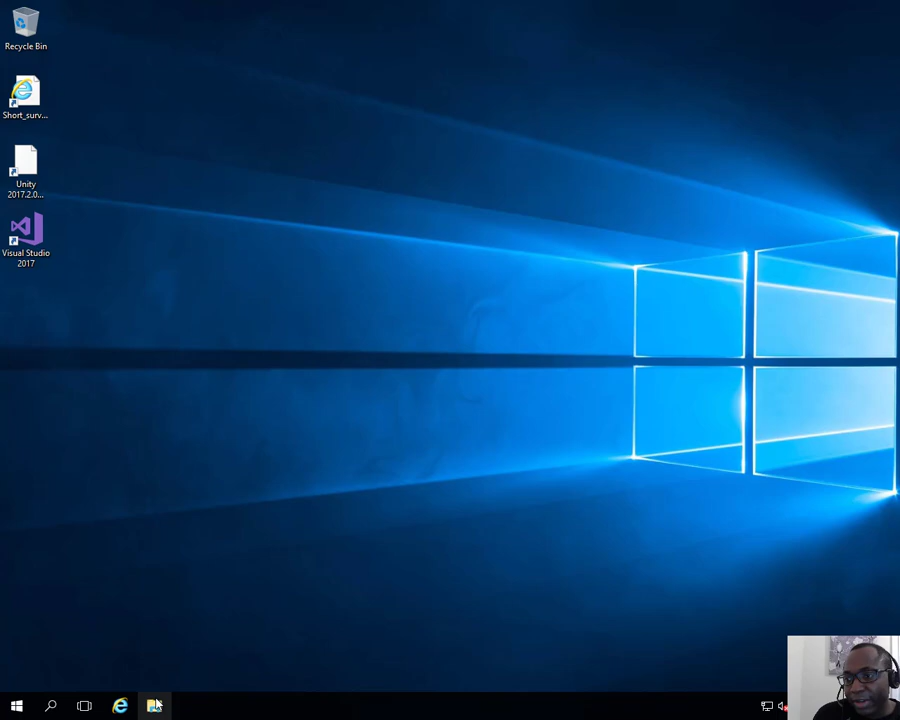 Recycle Bin
Short_surv...
Unity
2017.2.0...
Visual Studio
2017